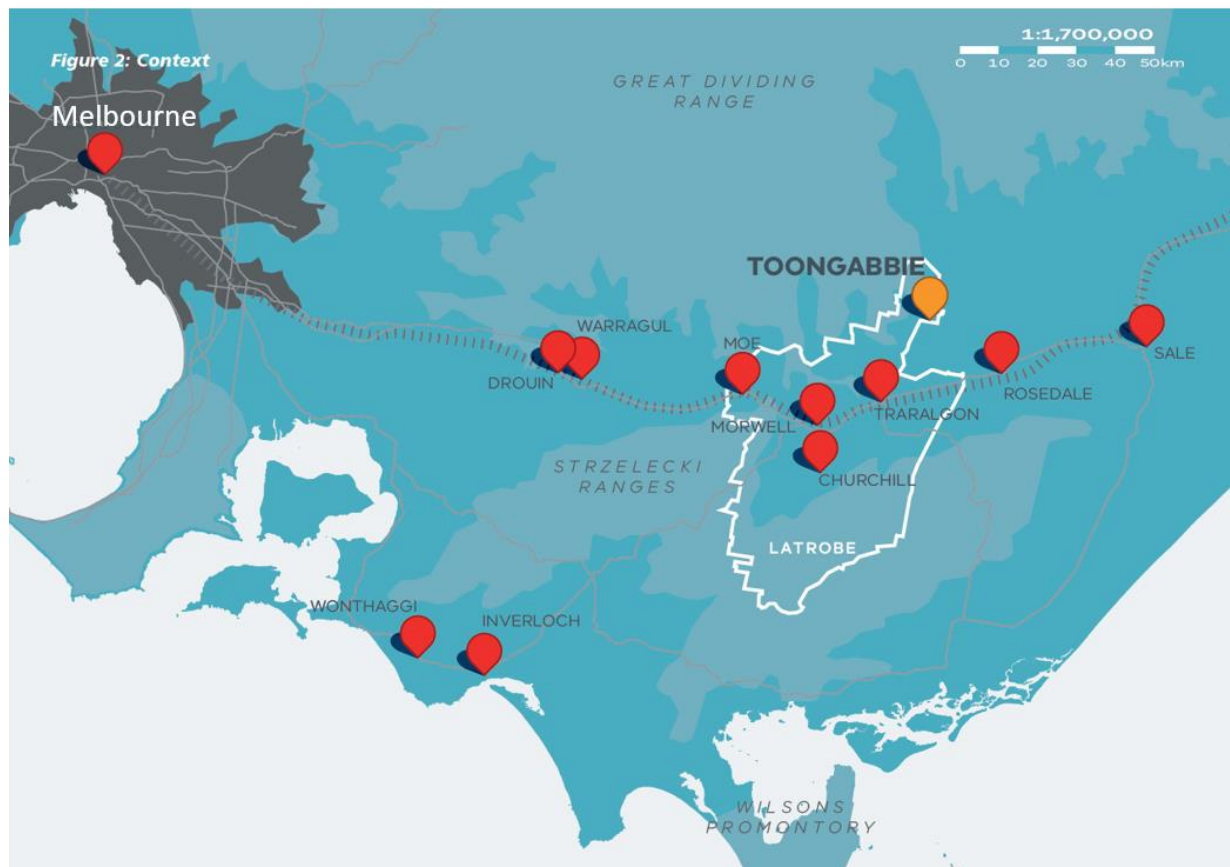 1:1,700,000
Figure 2: Context
0 10 20 30 40 50km
GREAT DIVIDING
RANGE
Melbourne
TOONGABBIE
WARRAGUL
MOE
SALE
DROUIN
ROSEDALE
TRARALGON
MORWELL
STRZELECKI
RANGES
CHURCHILL
LATROBE
WONTHAGGI
INVERLOCH
WILSONS
PROMONTORY